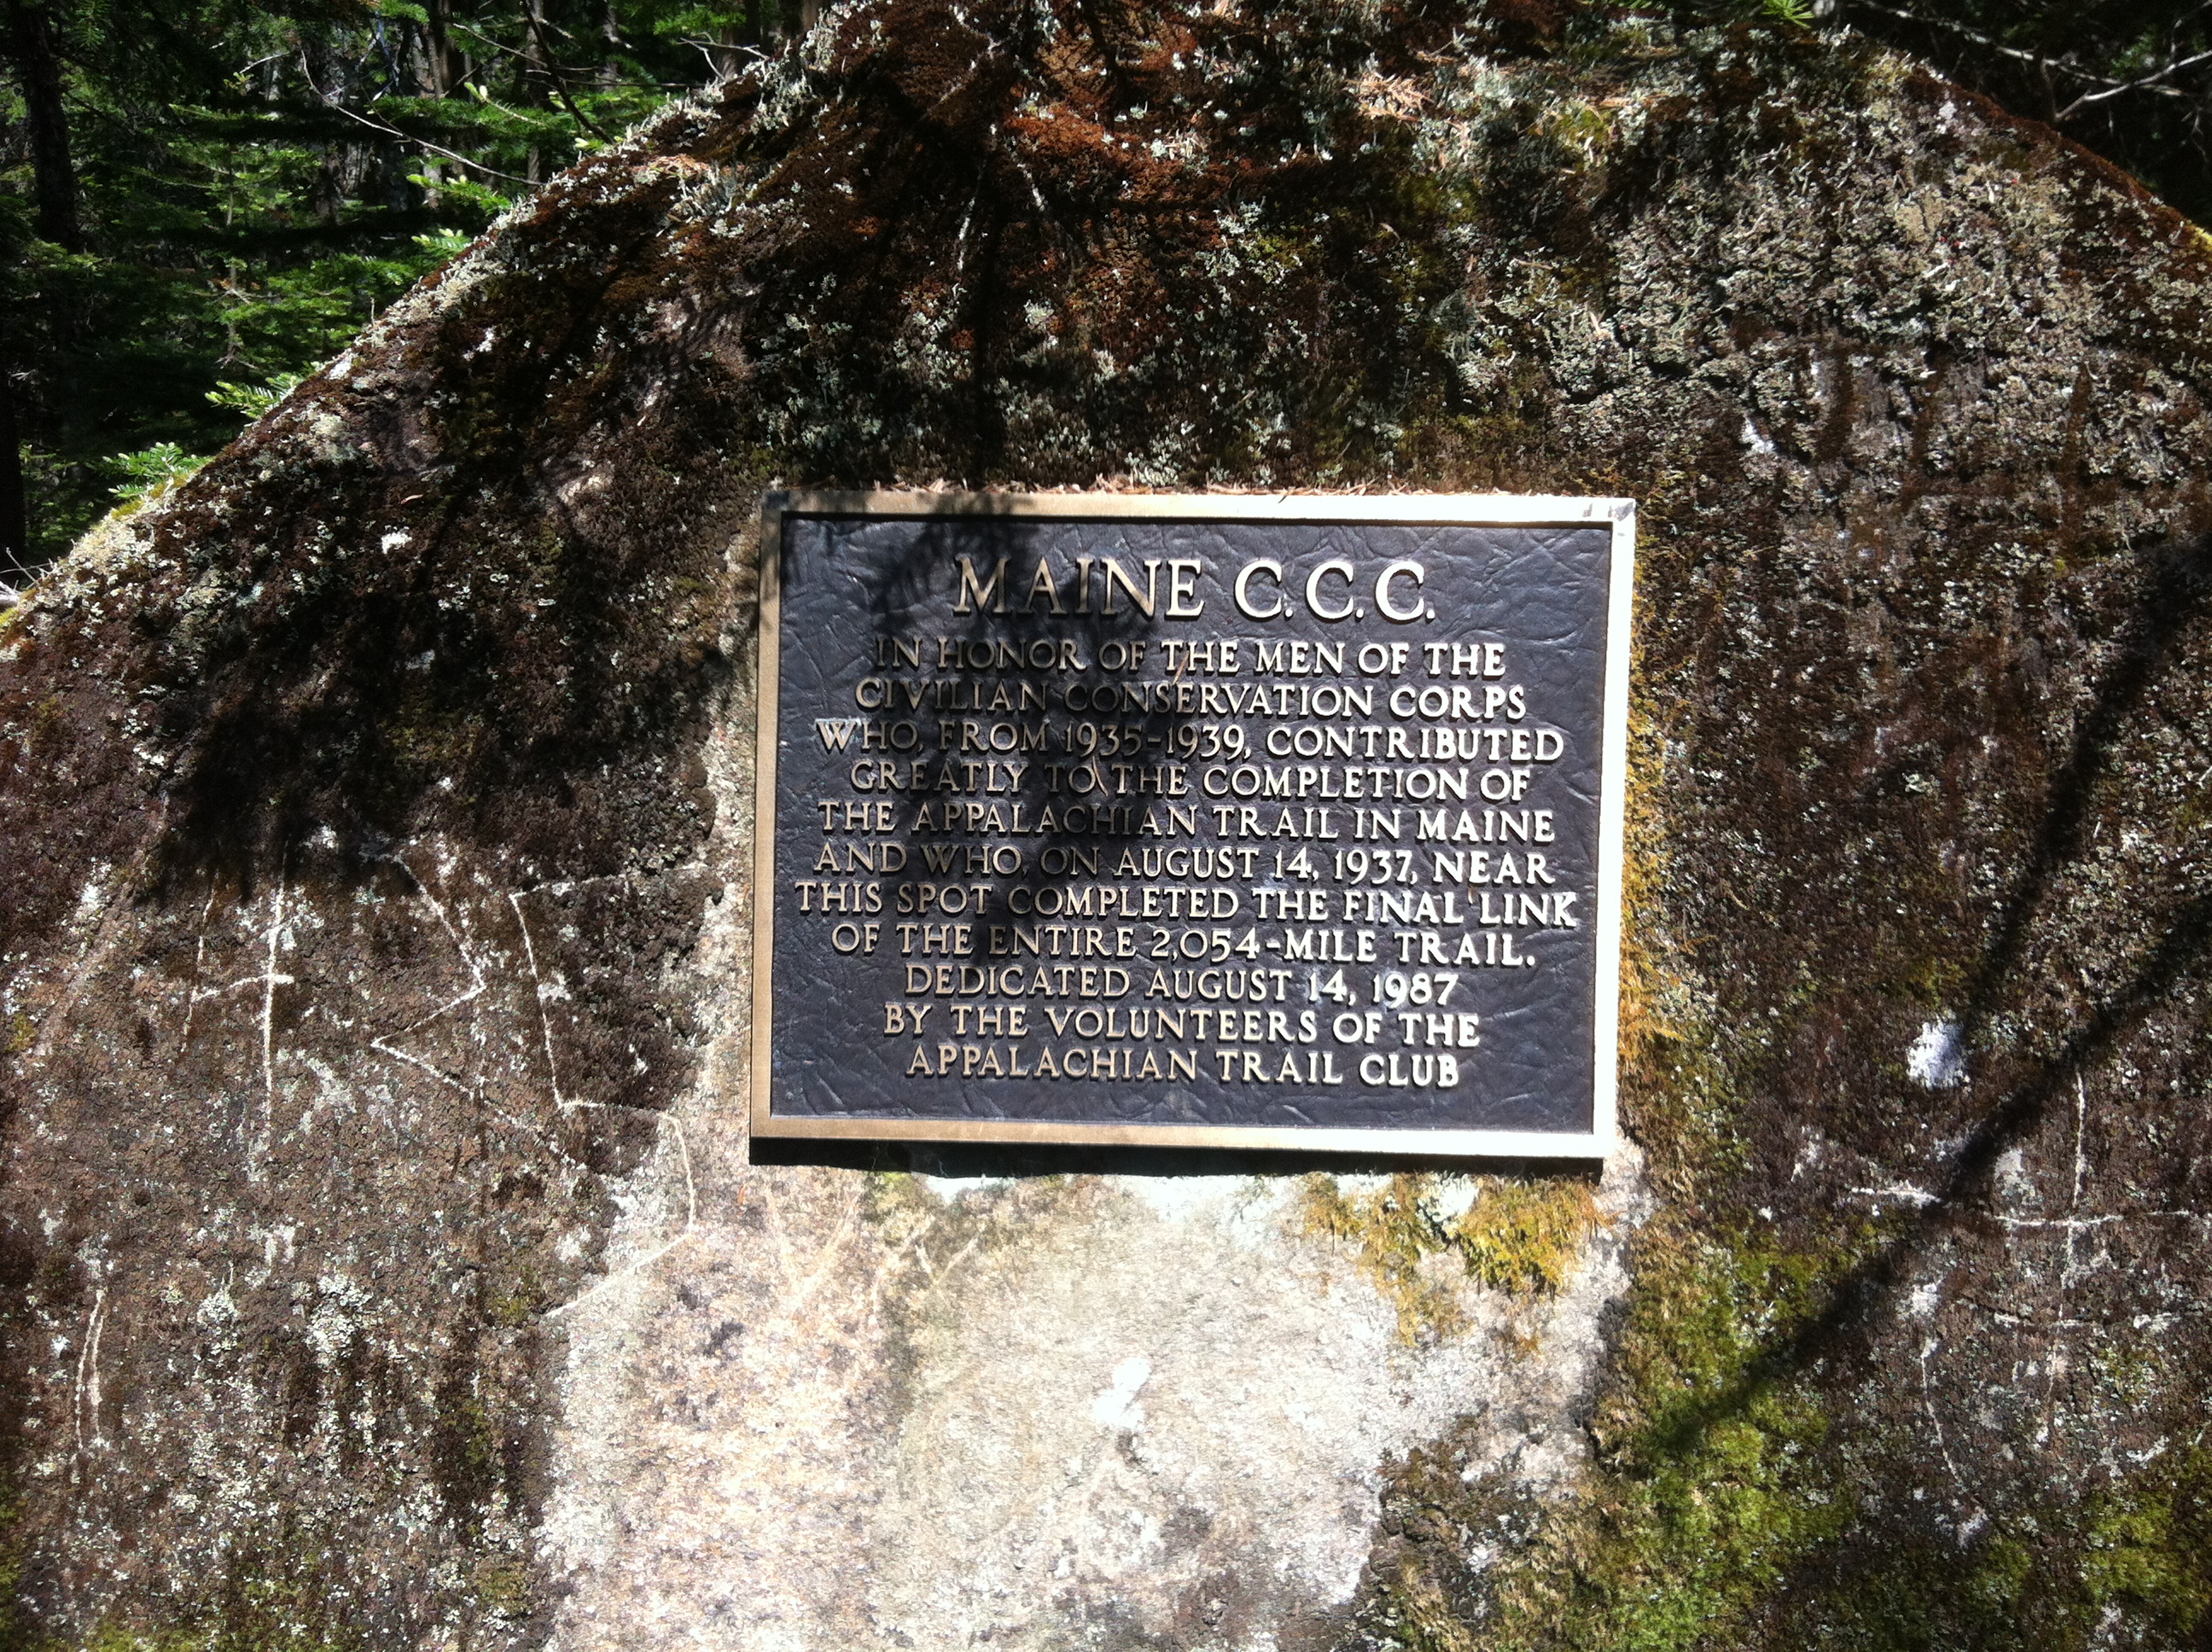 MAINE C.C.C.
IN HONOR OF THE MEN OF THE
CIVILIAN CONSERVATION CORPS
WHO, FROM 1935-1939, CONTRIBUTED
GREATLY TO THE COMPLETION OF
THE APPALACHIAN TRAIL IN MAINE
AND WHO, ON AUGUST 14, 1937, NEAR
THIS SPOT COMPLETED THE FINAL LINK
OF THE ENTIRE 2,054-MILE TRAIL.
DEDICATED AUGUST 14, 1987
BY THE VOLUNTEERS OF THE
APPALACHIAN TRAIL CLUB